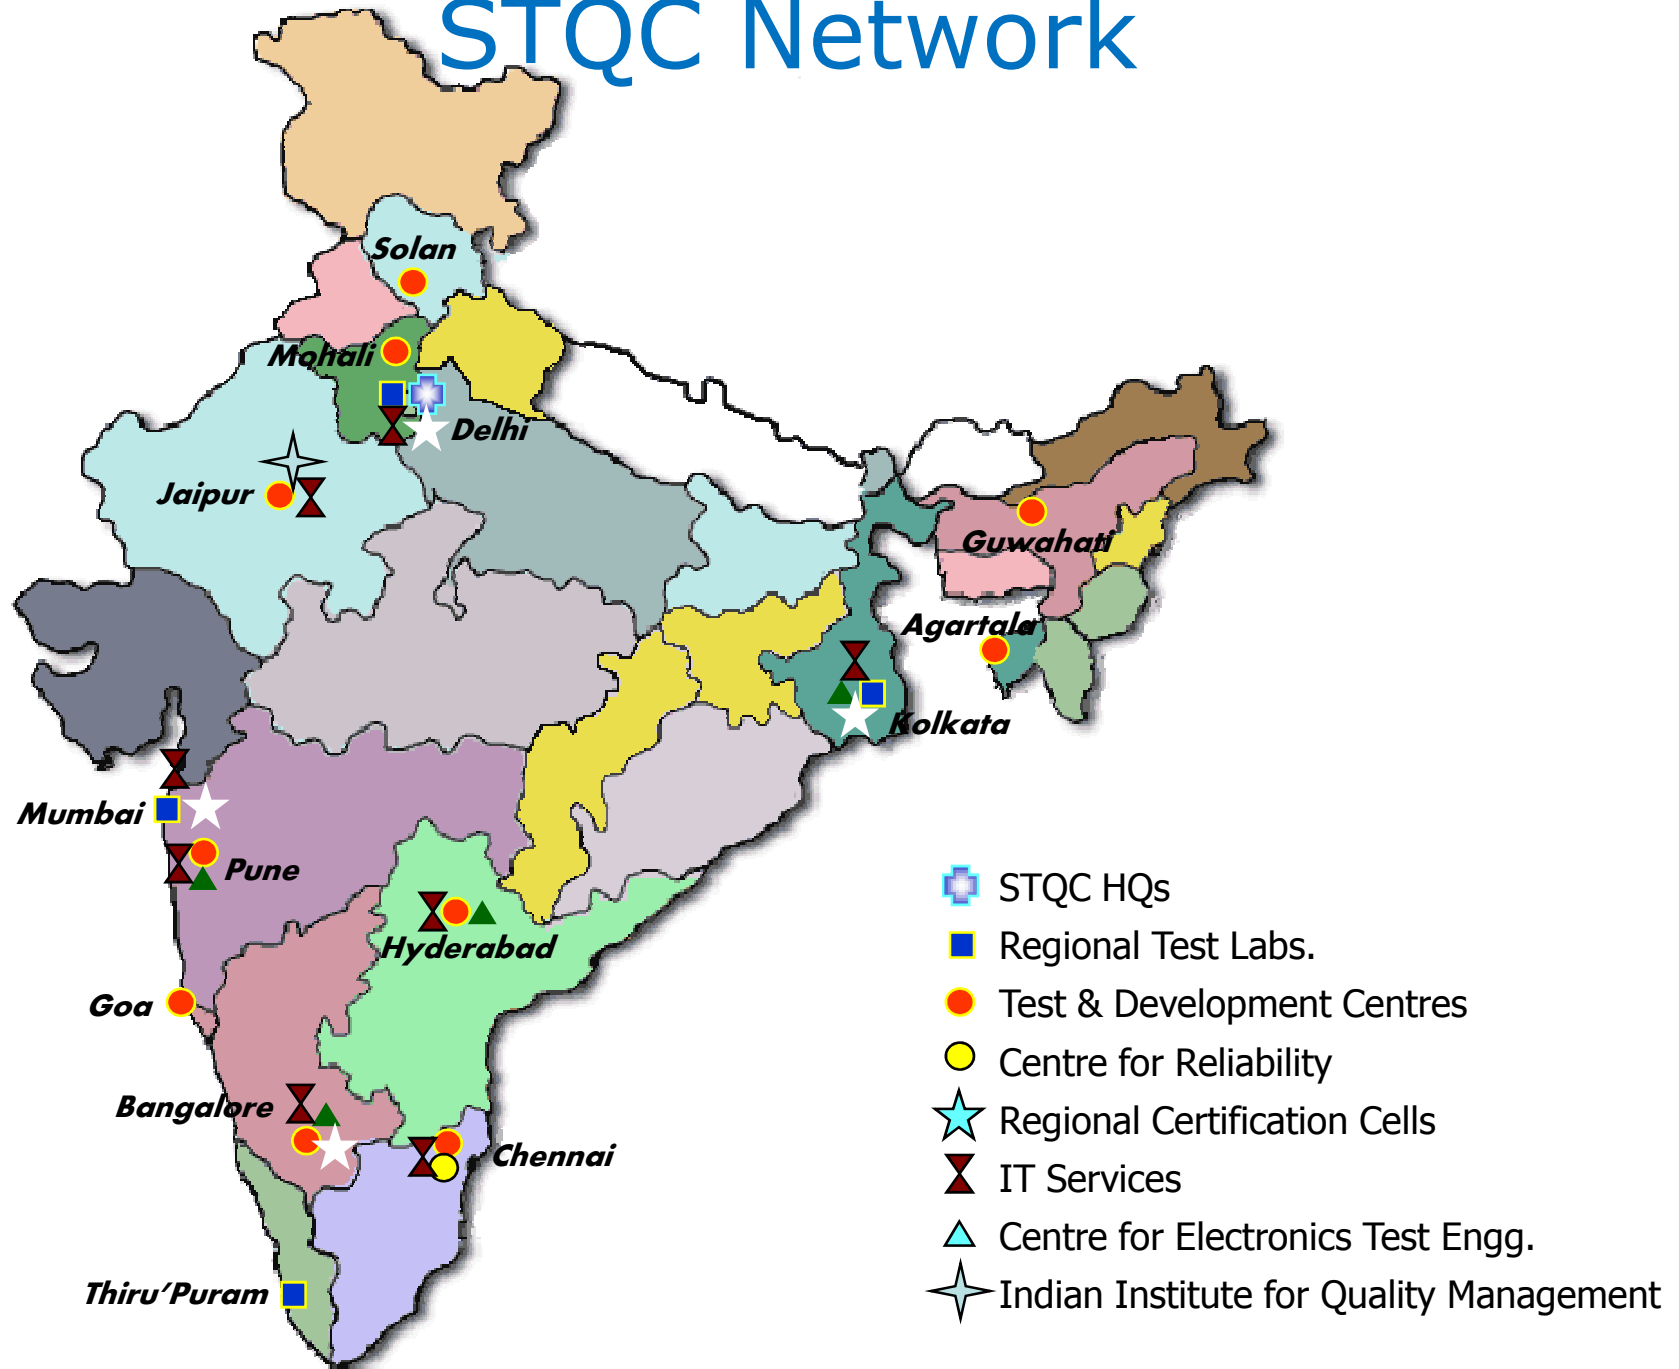 STQC Network
Solan
Mohali
Delhi
Jaipur
Guwahati
Agartala
Kolkata
Mumbai
Pune
Hyderabad
Goa
Bangalore
Chennai
Thiru'Puram
STQC HQs
Regional Test Labs.
Test & Development Centres
Centre for Reliability
Regional Certification Cells
IT Services
Centre for Electronics Test Engg.
Indian Institute for Quality Management